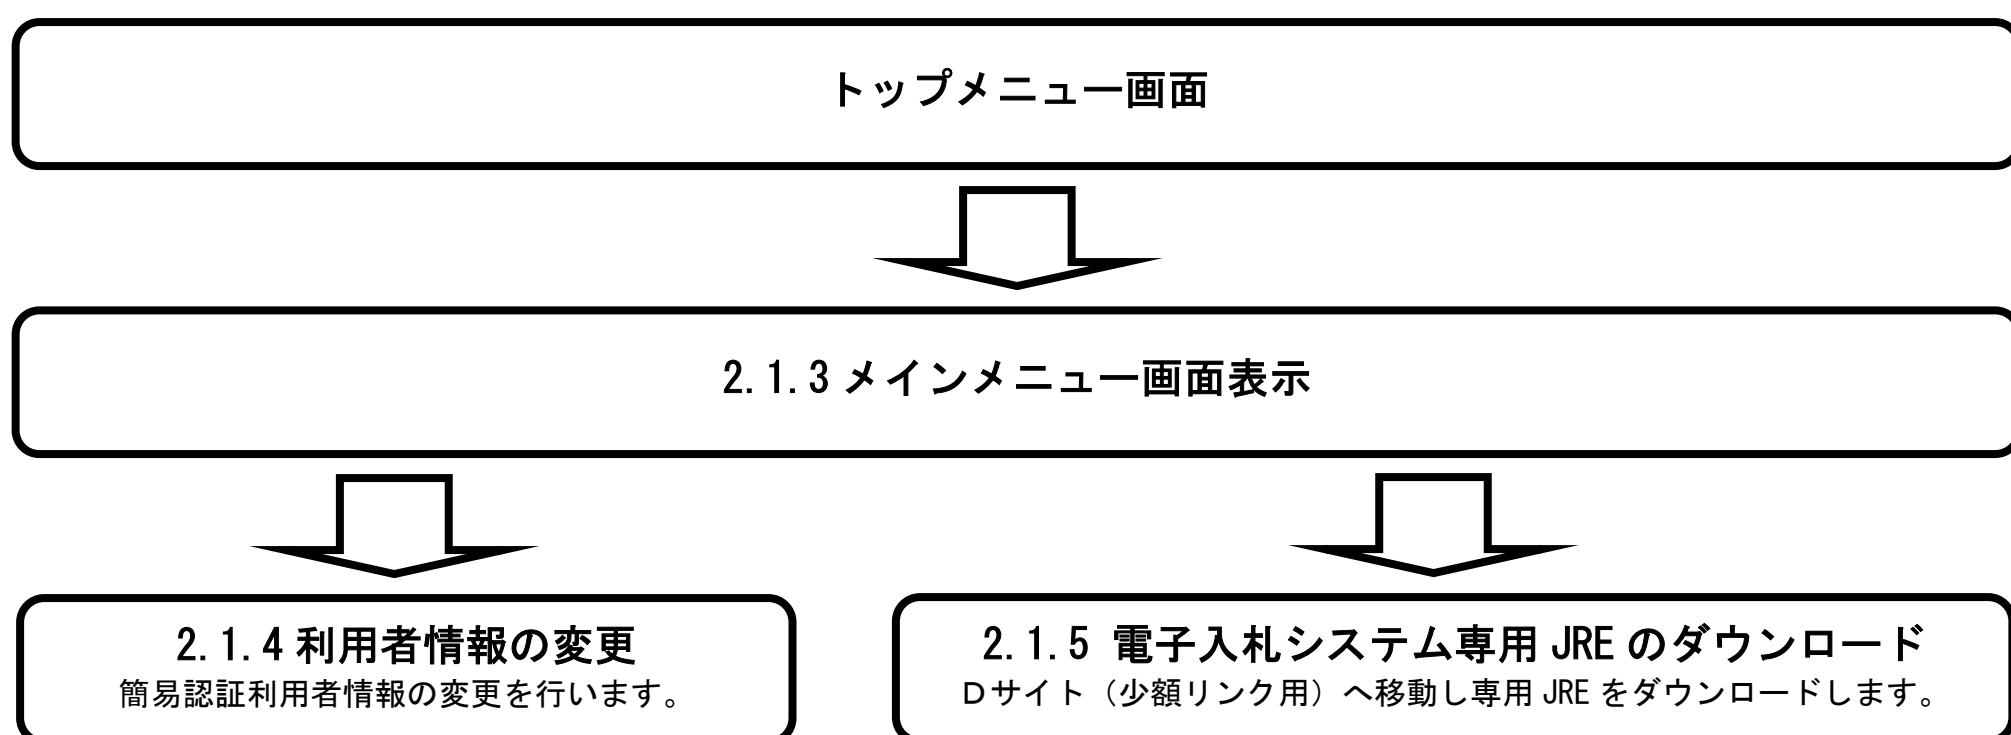 トップメニュー画面
2.1.3 メインメニュー画面表示
2.1.4 利用者情報の変更
簡易認証利用者情報の変更を行います。
2.1.5 電子入札システム専用 JRE のダウンロード
Dサイト（少額リンク用）へ移動し専用 JRE をダウンロードします。